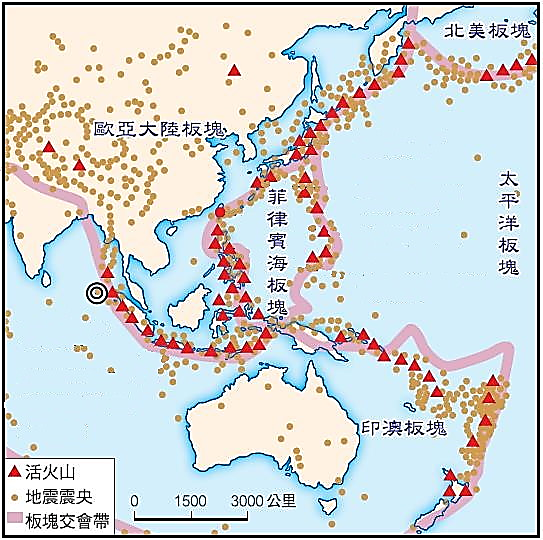 北美板塊
歐亞大陸板塊
太平洋板塊
菲律賓海板塊
印澳板塊
活火山
地震震央
板塊交會帶
0 1500 3000 公里